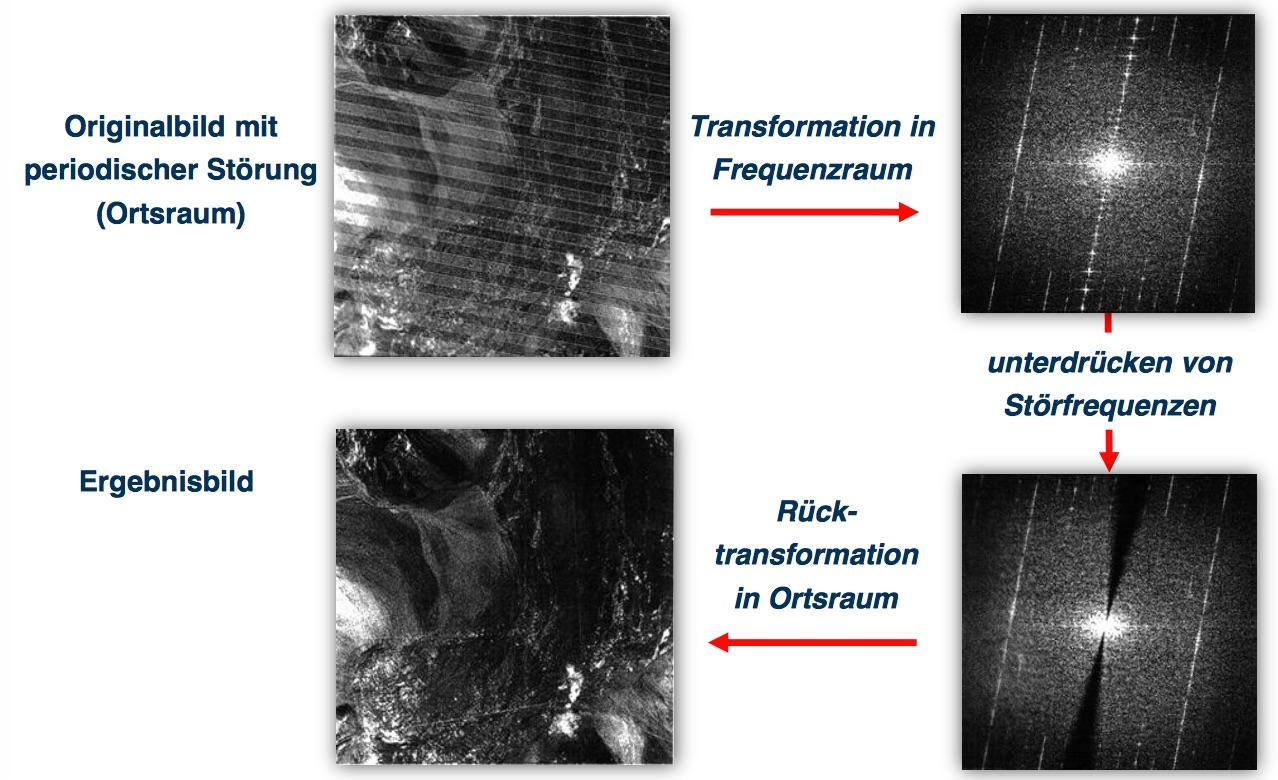 Originalbild mit
periodischer Störung
(Ortsraum)
Transformation in
Frequenzraum
unterdrücken von
Störfrequenzen
Rück-
transformation
in Ortsraum
Ergebnisbild